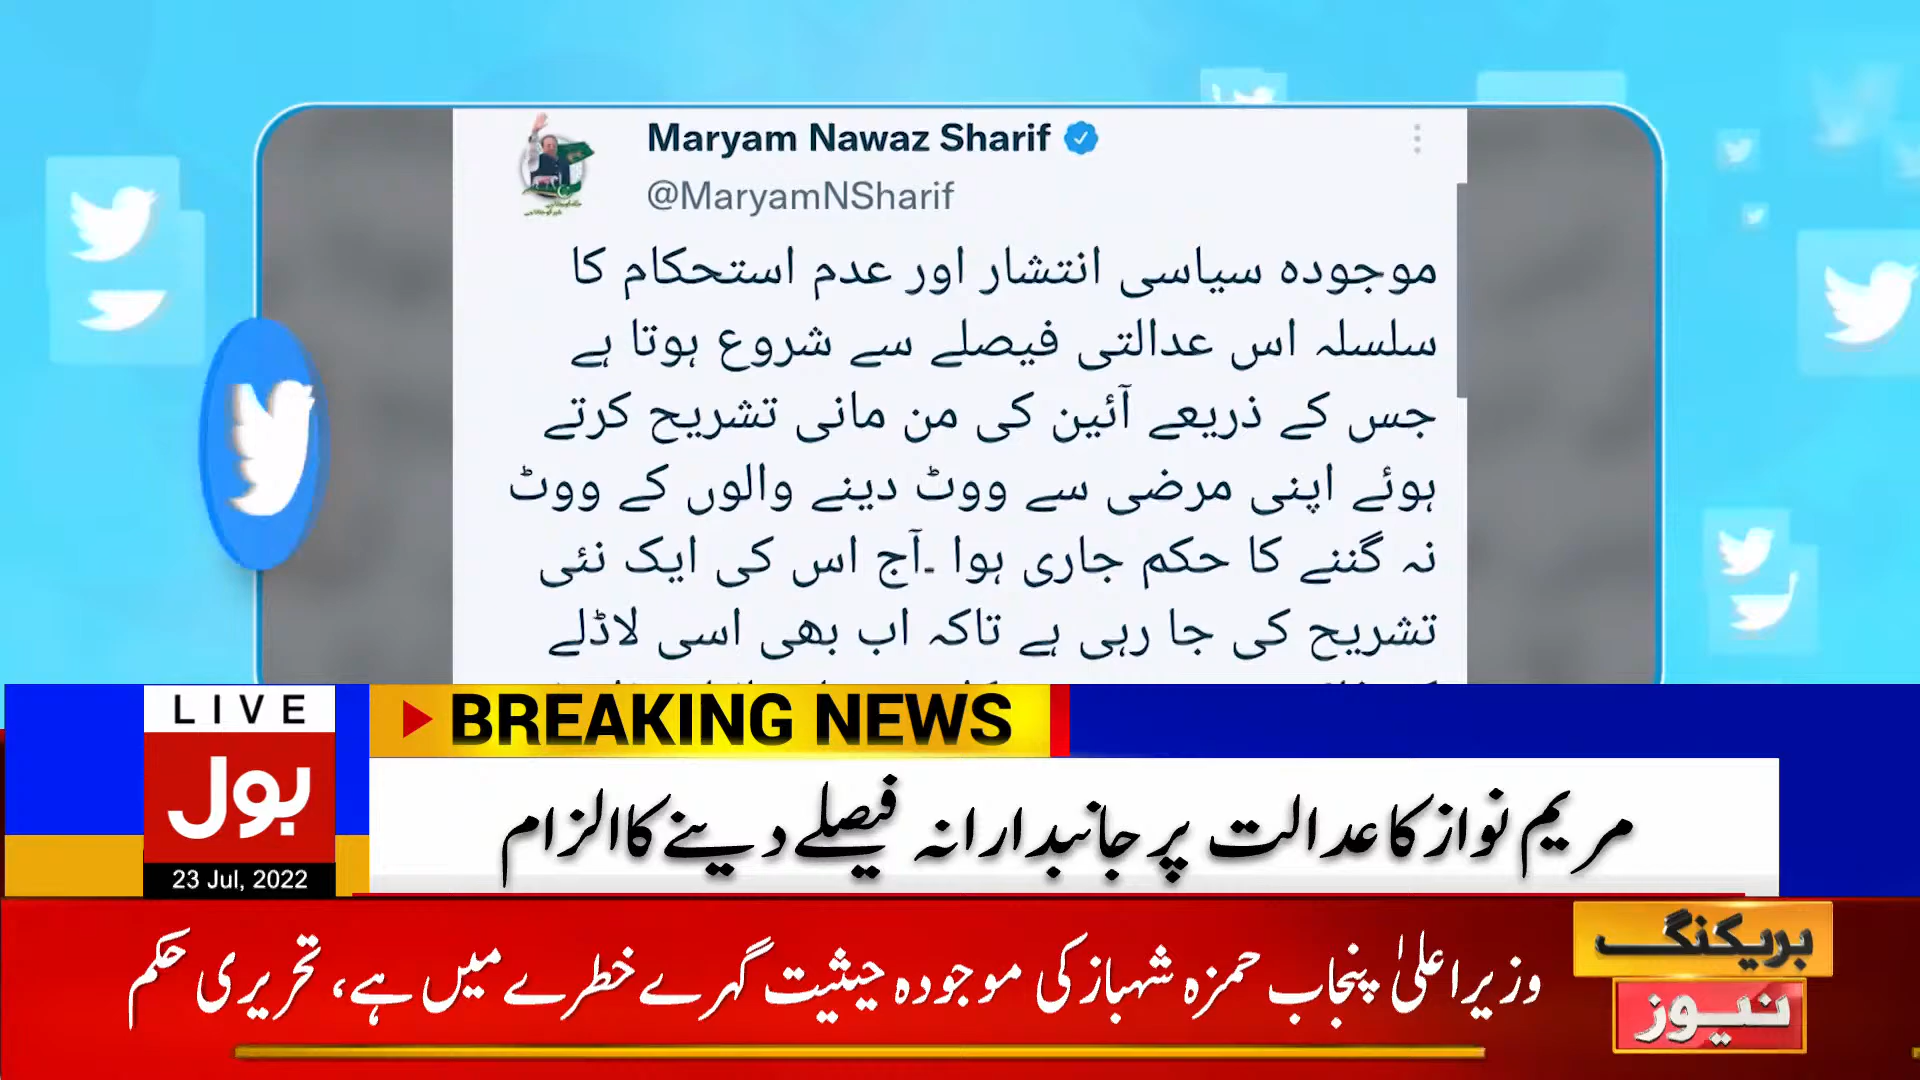 Maryam Nawaz Sharif
@MaryamNSharif
موجودہ سیاسی انتشار اور عدم استحکام کا
سلسلہ اس عدالتی فیصلے سے شروع ہوتا ہے
جس کے ذریعے آئین کی من مانی تشریح کرتے
ہوئے اپنی مرضی سے ووٹ دینے والوں کے ووٹ
نہ گننے کا حکم جاری ہوا ۔آج اس کی ایک نئی
تشریح کی جا رہی ہے تاکہ اب بھی اسی لاڈلے
LIVE
بول
23 Jul, 2022
BREAKING NEWS
مریم نواز کا عدالت پر جانبدارانہ فیصلے دینے کا الزام
وزیراعلیٰ پنجاب حمزہ شہباز کی موجودہ حیثیت گہرے خطرے میں ہے، تحریری حکم
بریکنگ
نیوز